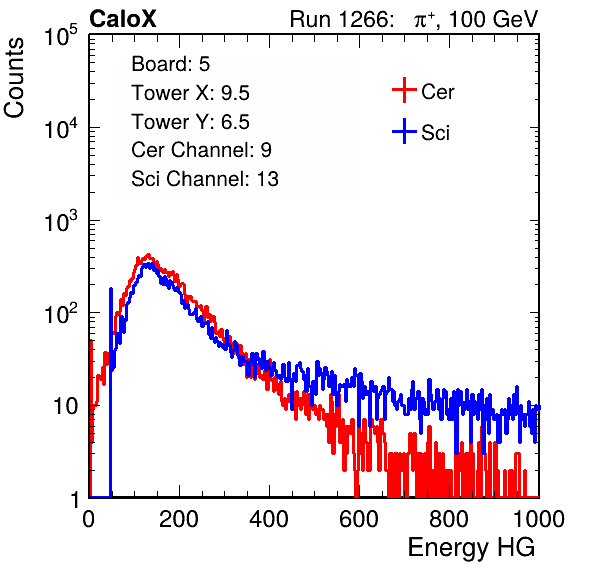 CaloX Run 1266: π⁺, 100 GeV
Counts
10⁵
10⁴
10³
10²
10
1
Board: 5
Tower X: 9.5
Tower Y: 6.5
Cer Channel: 9
Sci Channel: 13
Cer
Sci
0 200 400 600 800 1000
Energy HG